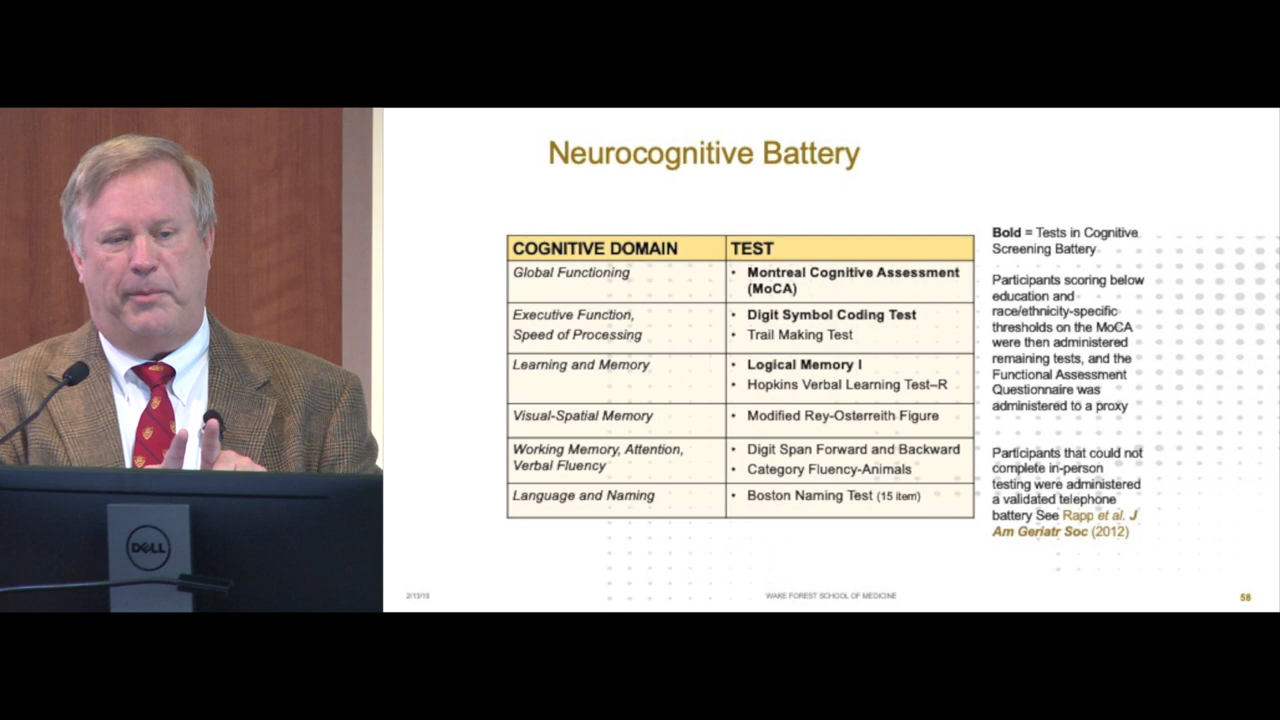 Neurocognitive Battery
COGNITIVE DOMAIN TEST
Global Functioning
• Montreal Cognitive Assessment
(MoCA)
Executive Function,
Speed of Processing
• Digit Symbol Coding Test
• Trail Making Test
Learning and Memory
• Logical Memory I
• Hopkins Verbal Learning Test–R
Visual-Spatial Memory
• Modified Rey-Osterreith Figure
Working Memory, Attention,
Verbal Fluency
• Digit Span Forward and Backward
• Category Fluency-Animals
Language and Naming
• Boston Naming Test (15 item)
Bold = Tests in Cognitive
Screening Battery
Participants scoring below
education and
race/ethnicity-specific
thresholds on the MoCA
were then administered
remaining tests, and the
Functional Assessment
Questionnaire was
administered to a proxy
Participants that could not
complete in-person
testing were administered
a validated telephone
battery See Rapp et al. J
Am Geriatr Soc (2012)
WAKE FOREST SCHOOL OF MEDICINE
58
DELL